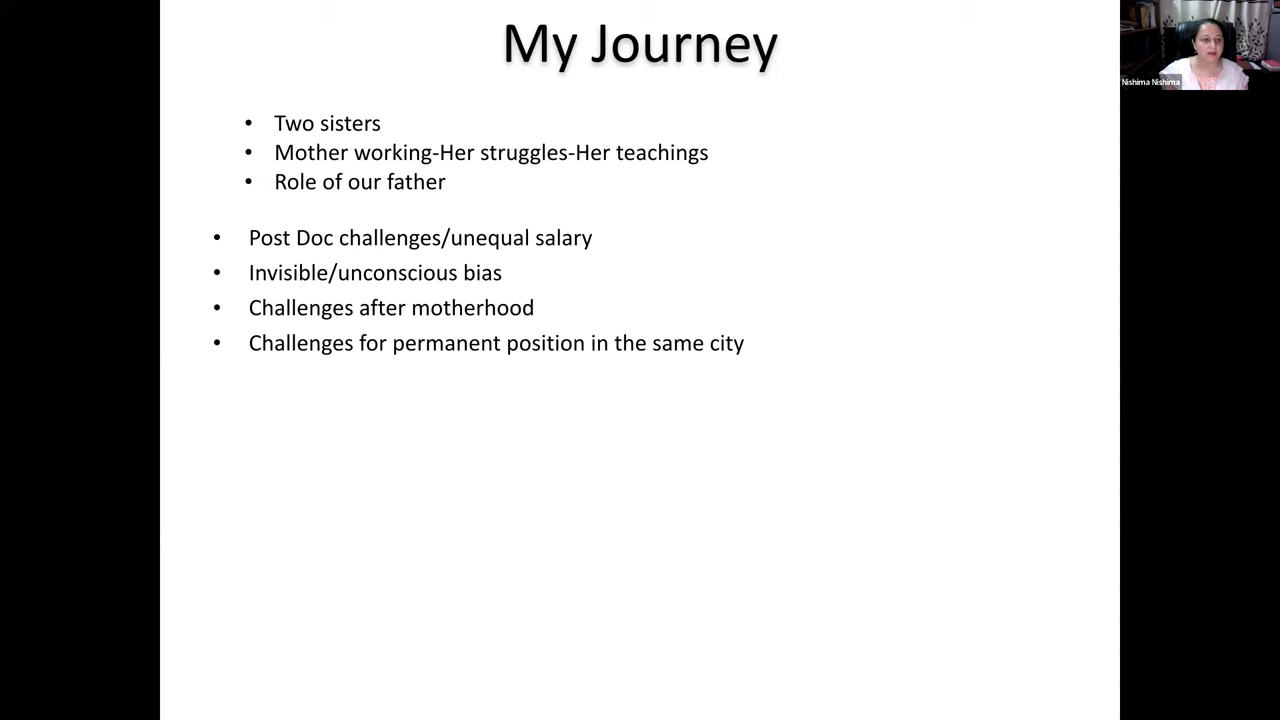 My Journey
Nishima Nishima
• Two sisters
• Mother working-Her struggles-Her teachings
• Role of our father
• Post Doc challenges/unequal salary
• Invisible/unconscious bias
• Challenges after motherhood
• Challenges for permanent position in the same city